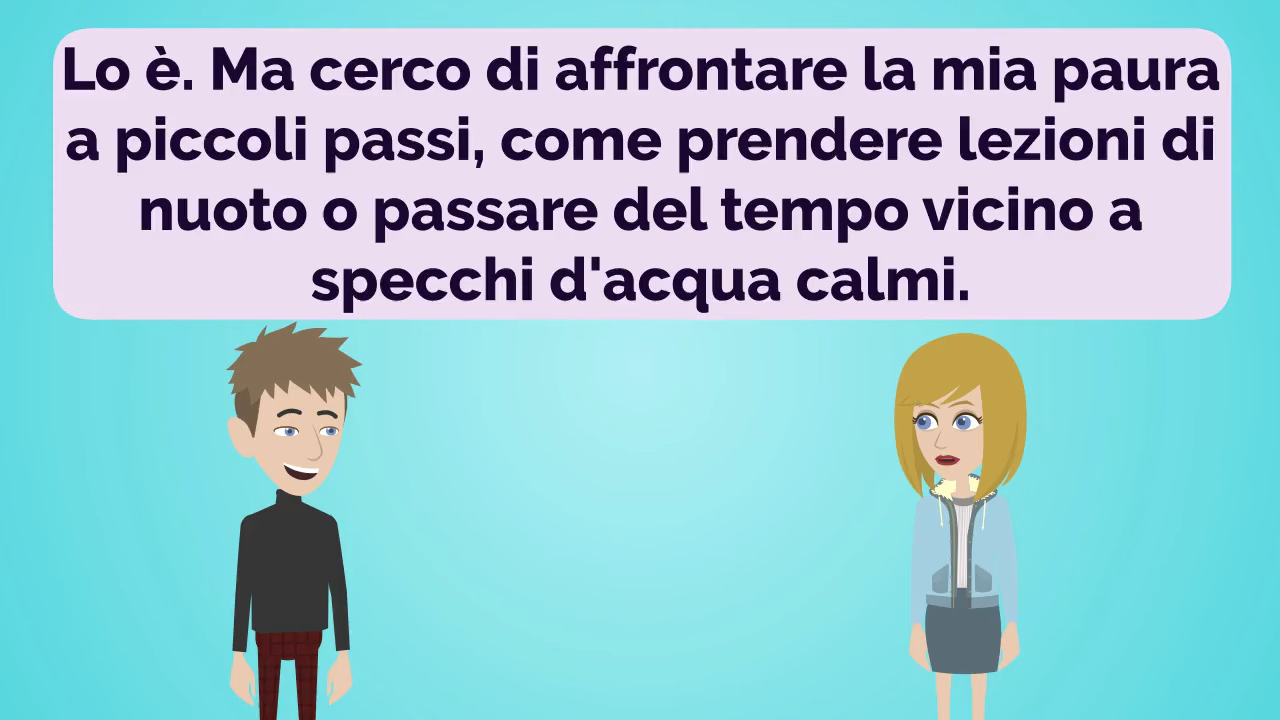 Lo è. Ma cerco di affrontare la mia paura
a piccoli passi, come prendere lezioni di
nuoto o passare del tempo vicino a
specchi d'acqua calmi.